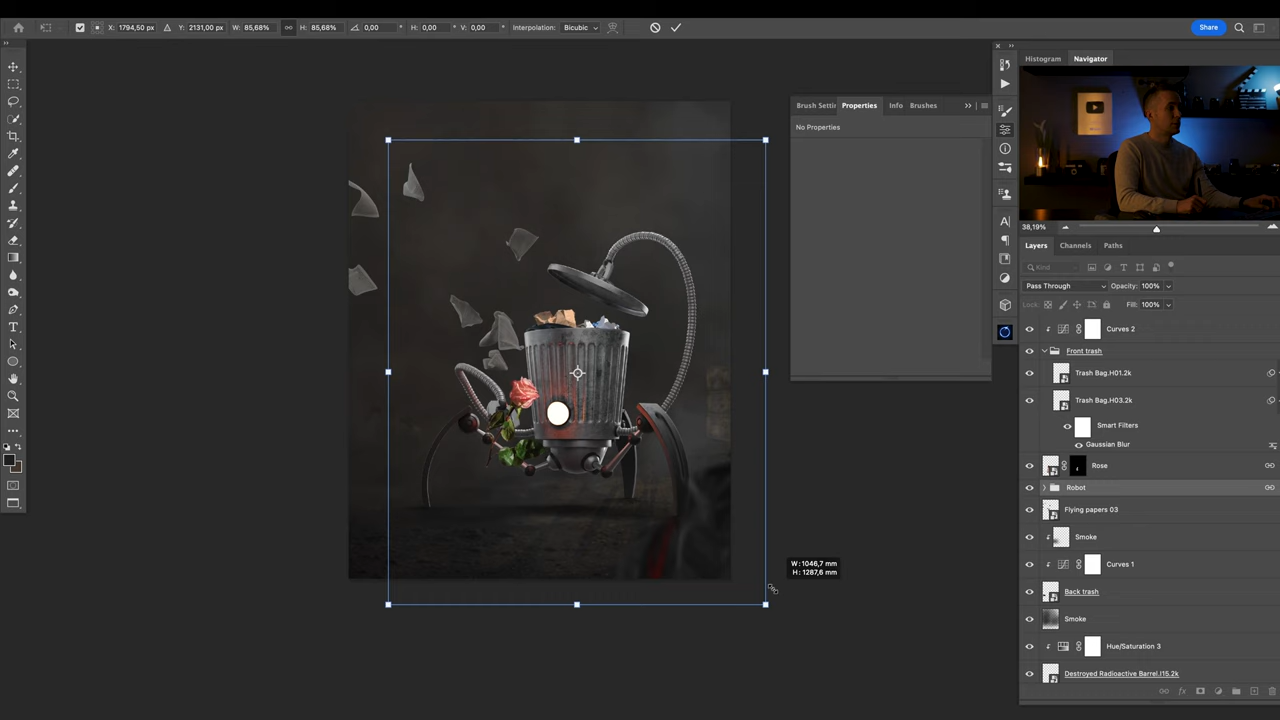 X: 1794,50 px Y: 2131,00 px W: 85,68% H: 85,68% 0,00 ° H: 0,00 ° V: 0,00 ° Interpolation: Bicubic Share
Histogram Navigator
Brush Settin Properties Info Brushes
No Properties
38,19%
Layers Channels Paths
Kind
Pass Through Opacity: 100%
Lock: Fill: 100%
Curves 2
Front trash
Trash Bag.H01.2k
Trash Bag.H03.2k
Smart Filters
Gaussian Blur
Rose
Robot
Flying papers 03
Smoke
Curves 1
Back trash
Smoke
Hue/Saturation 3
Destroyed Radioactive Barrel.I15.2k
W: 1046,7 mm
H: 1287,6 mm